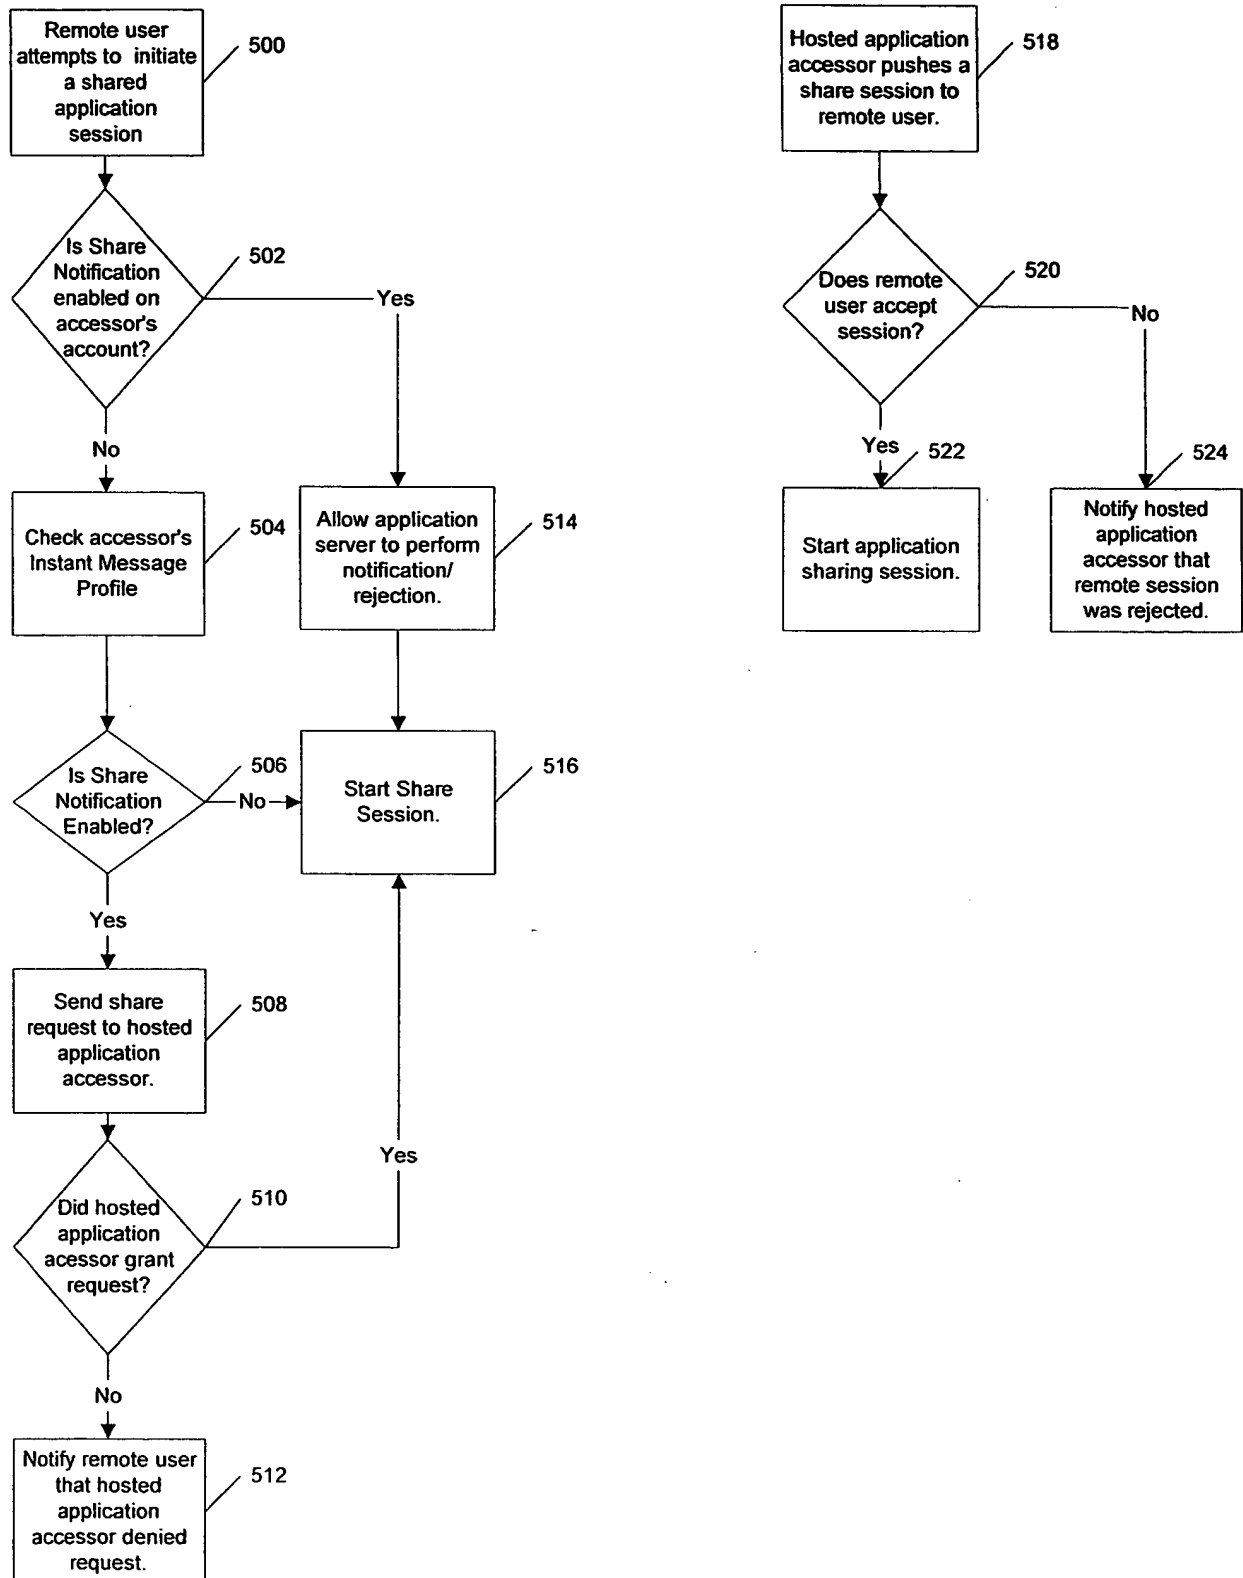 Remote user
attempts to initiate
a shared
application
session
500
Is Share
Notification
enabled on
accessor's
account?
502
Yes
No
Check accessor's
Instant Message
Profile
504
Allow application
server to perform
notification/
rejection.
514
Is Share
Notification
Enabled?
506
No
Start Share
Session.
516
Yes
Send share
request to hosted
application
accessor.
508
Did hosted
application
acessor grant
request?
510
Yes
No
Notify remote user
that hosted
application
accessor denied
request.
512
Hosted application
accessor pushes a
share session to
remote user.
518
Does remote
user accept
session?
520
No
Yes
522
Start application
sharing session.
524
Notify hosted
application
accessor that
remote session
was rejected.